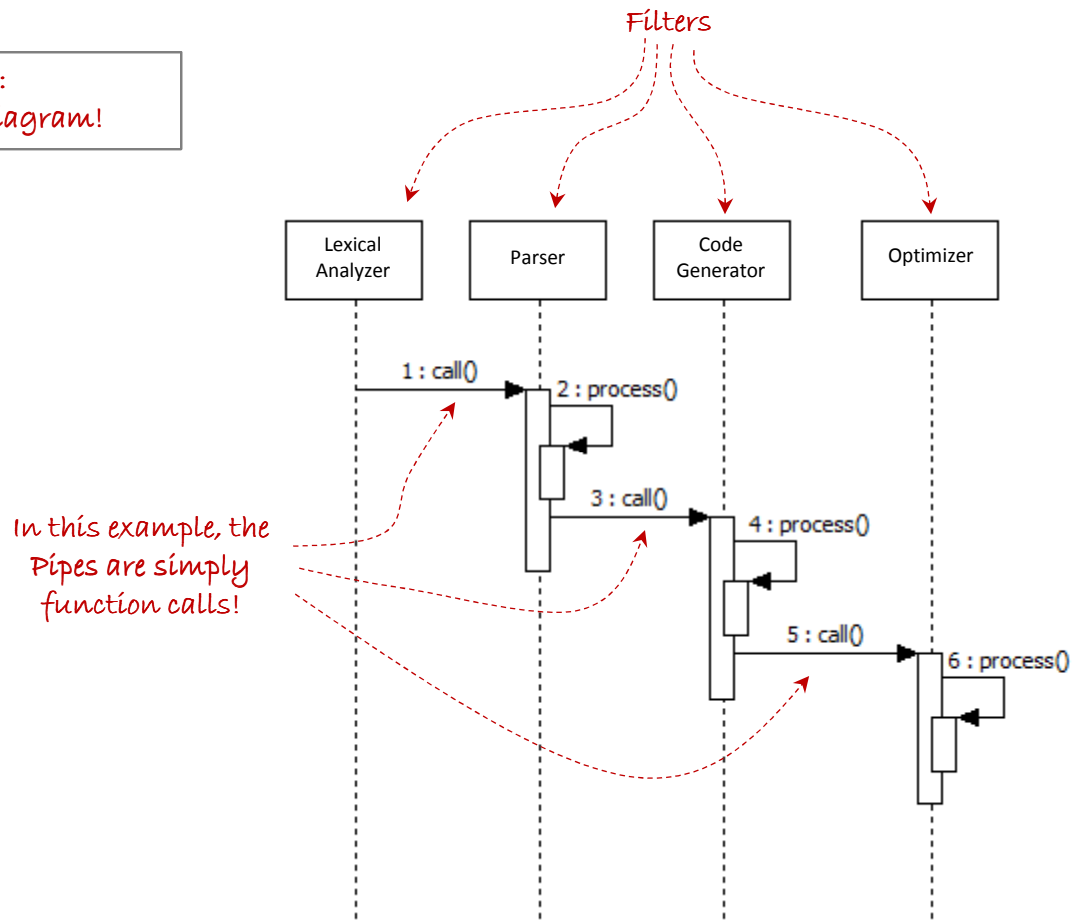 Filters
:
agram!
Lexical
Analyzer
Parser
Code
Generator
Optimizer
1 : call()
2 : process()
3 : call()
4 : process()
In this example, the
Pipes are simply
function calls!
5 : call()
6 : process()